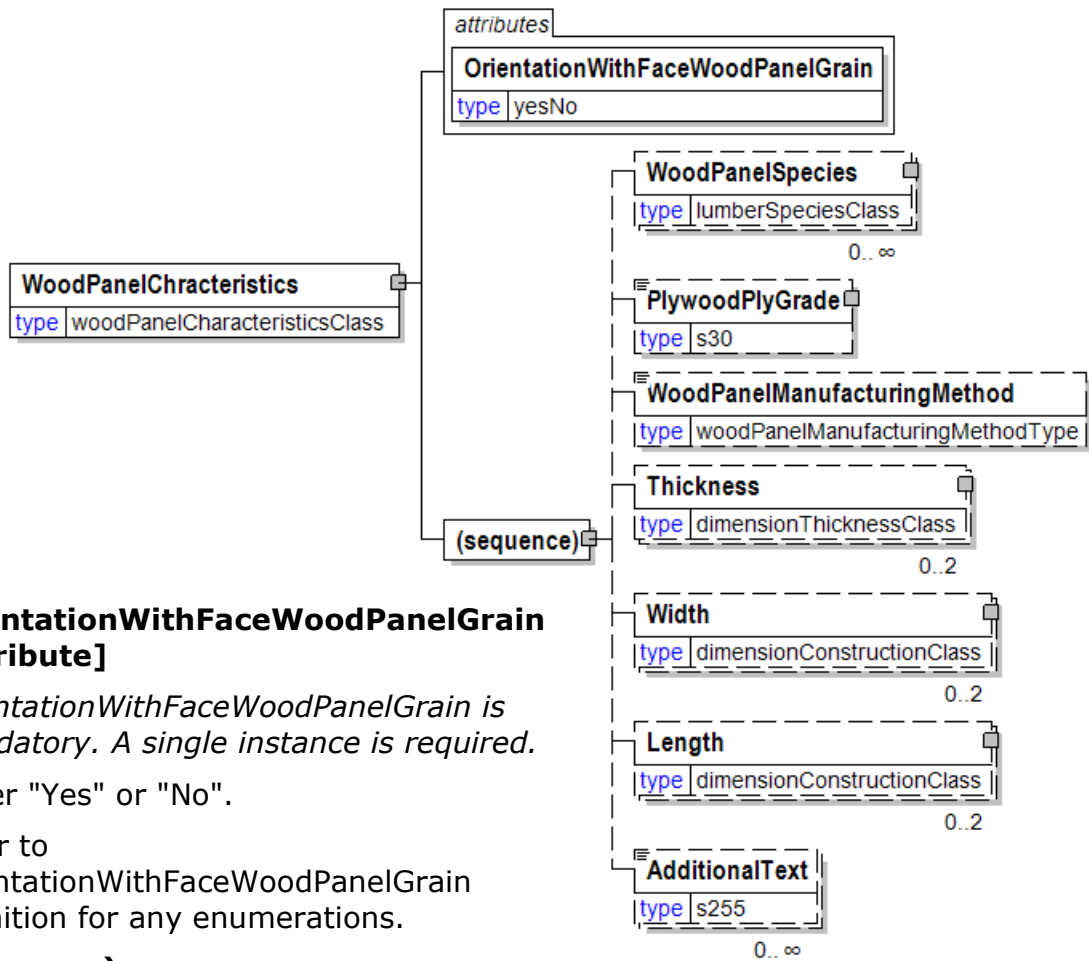 attributes
OrientationWithFaceWoodPanelGrain
type yesNo
WoodPanelSpecies
type lumberSpeciesClass
0..∞
WoodPanelChracteristics
type woodPanelCharacteristicsClass
PlywoodPlyGrade
type s30
WoodPanelManufacturingMethod
type woodPanelManufacturingMethodType
Thickness
type dimensionThicknessClass
0..2
(sequence)
Width
type dimensionConstructionClass
0..2
Length
type dimensionConstructionClass
0..2
AdditionalText
type s255
0..∞
ntationWithFaceWoodPanelGrain
ribute]
ntationWithFaceWoodPanelGrain is
datory. A single instance is required.
er "Yes" or "No".
r to
ntationWithFaceWoodPanelGrain
nition for any enumerations.